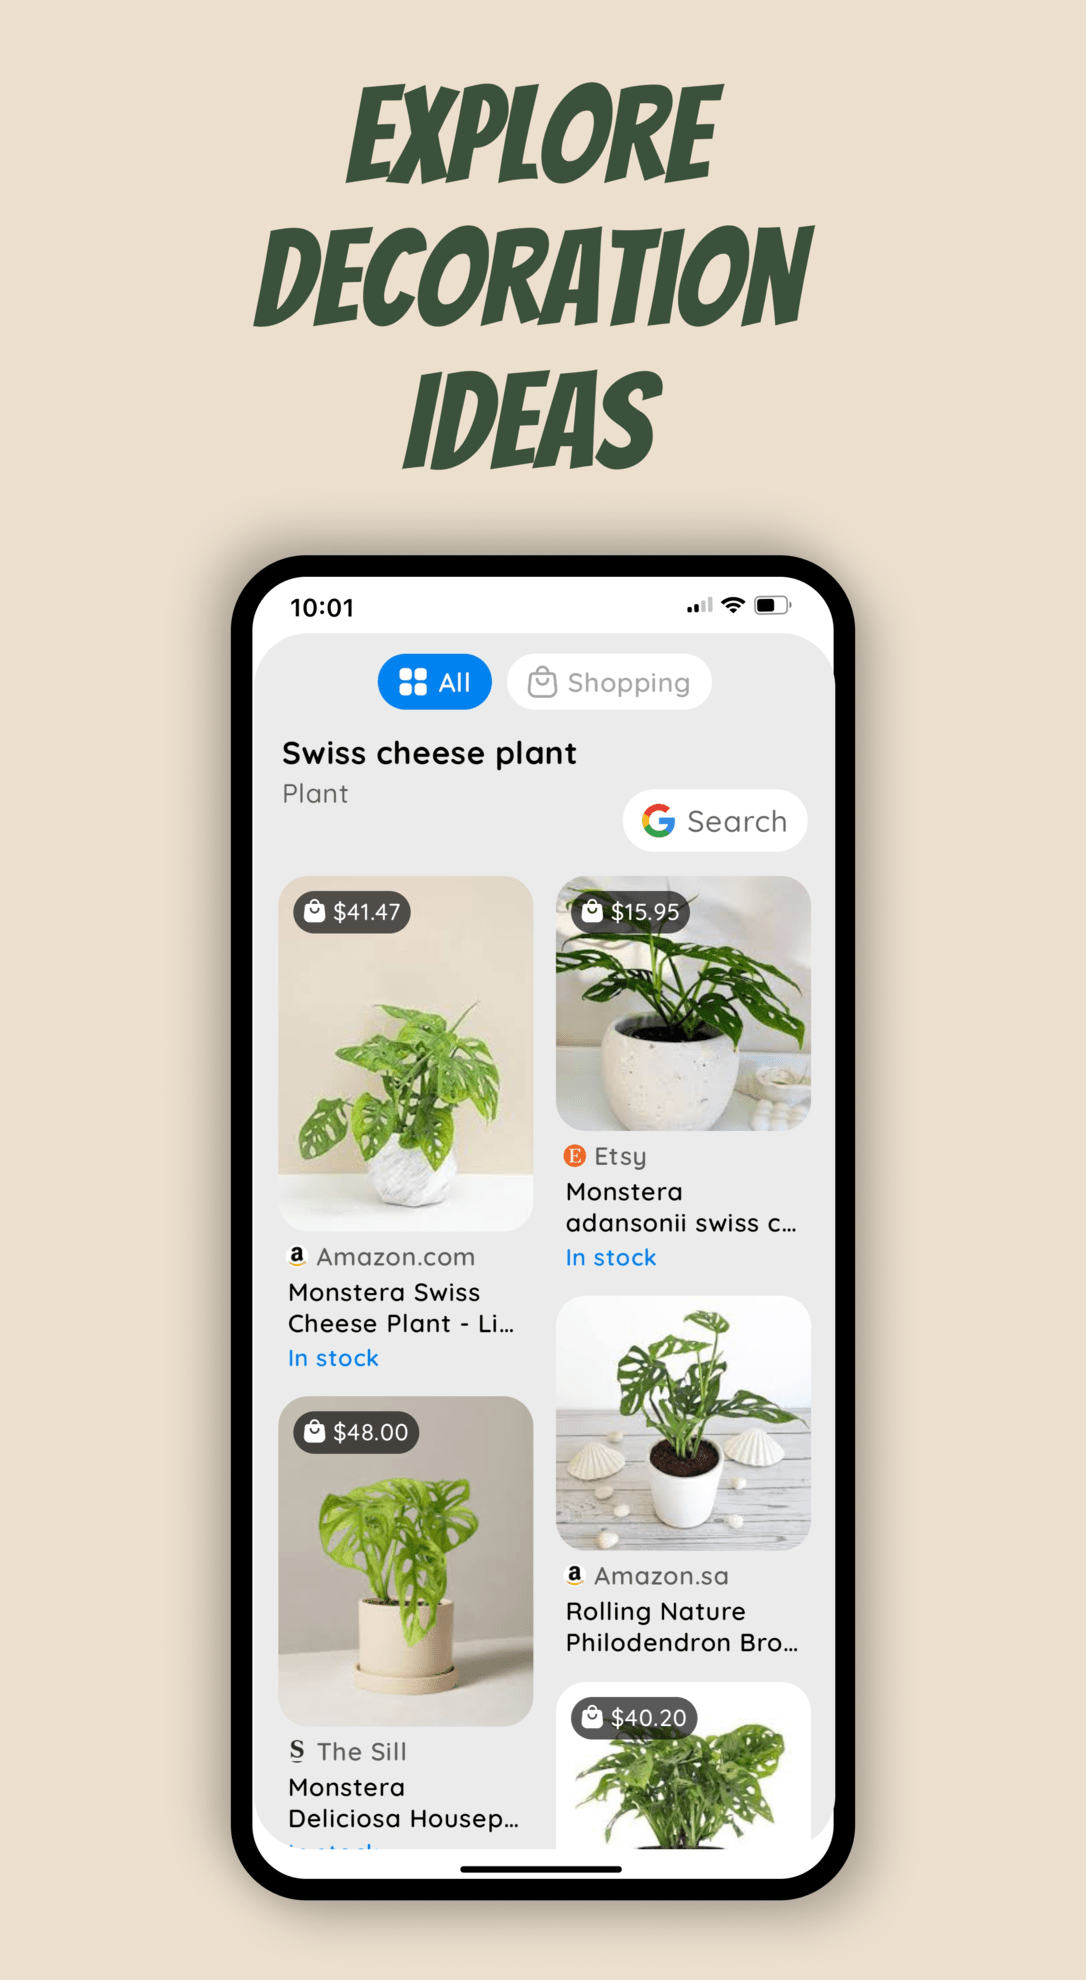 EXPLORE
DECORATION
IDEAS
10:01
All
Shopping
Swiss cheese plant
Plant
G Search
$41.47
a Amazon.com
Monstera Swiss
Cheese Plant - Li...
In stock
$48.00
S The Sill
Monstera
Deliciosa Housep...
$15.95
E Etsy
Monstera
adansonii swiss c...
In stock
a Amazon.sa
Rolling Nature
Philodendron Bro...
$40.20